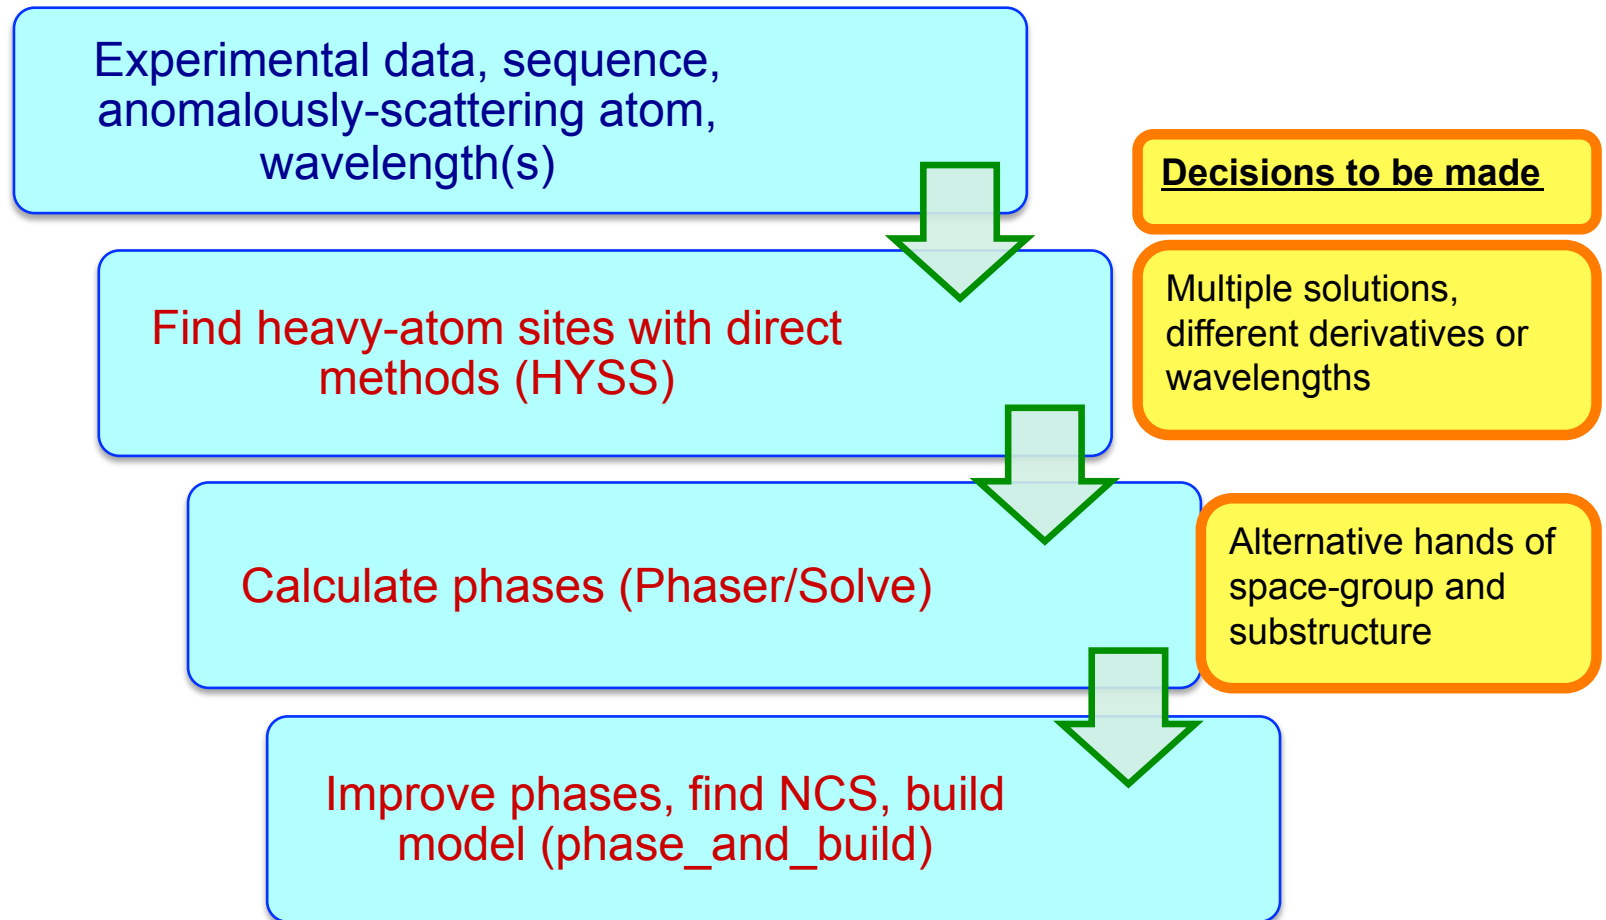 Experimental data, sequence,
anomalously-scattering atom,
wavelength(s)
Decisions to be made
Find heavy-atom sites with direct
methods (HYSS)
Multiple solutions,
different derivatives or
wavelengths
Calculate phases (Phaser/Solve)
Alternative hands of
space-group and
substructure
Improve phases, find NCS, build
model (phase_and_build)